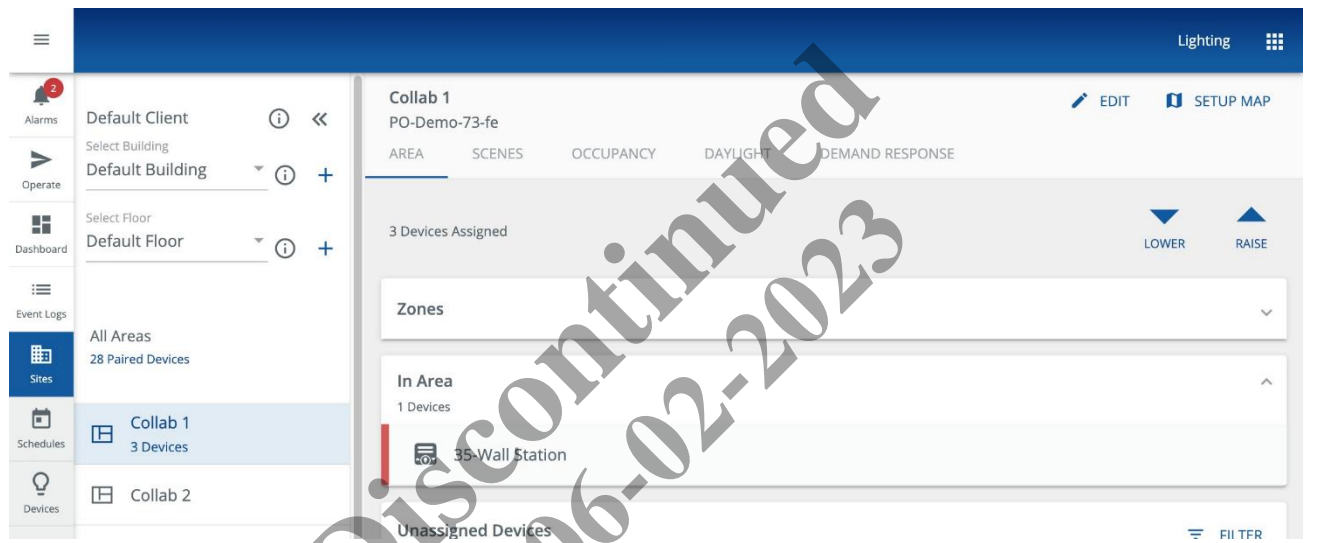 Lighting
2
Alarms
Operate
Dashboard
Event Logs
Sites
Schedules
Devices
Default Client
Select Building
Default Building
Select Floor
Default Floor
All Areas
28 Paired Devices
Collab 1
3 Devices
Collab 2
Collab 1
PO-Demo-73-fe
EDIT
SETUP MAP
AREA SCENES OCCUPANCY DAYLIGHT DEMAND RESPONSE
3 Devices Assigned
LOWER RAISE
Zones
In Area
1 Devices
35-Wall Station
Unassigned Devices
FILTER
Discontinued
06-02-2023